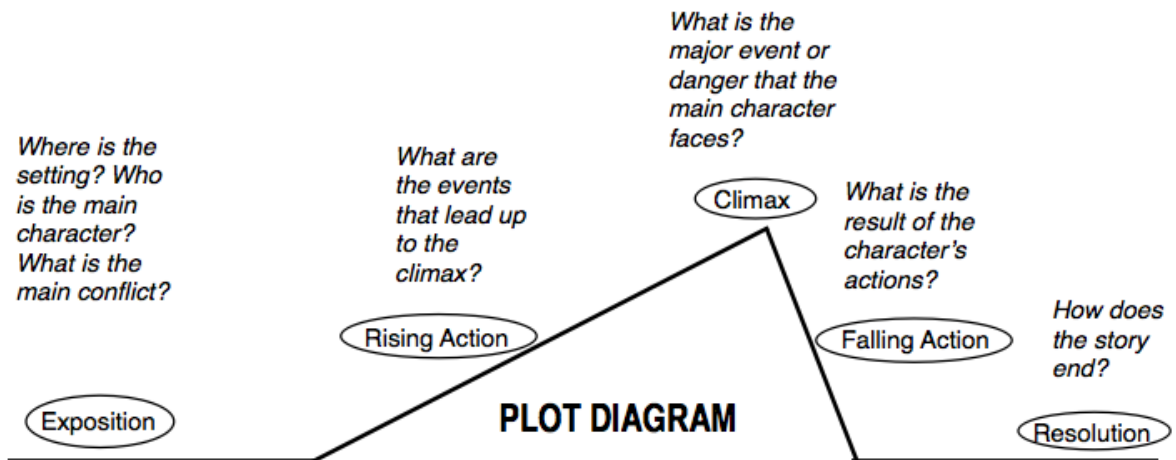 Where is the
setting? Who
is the main
character?
What is the
main conflict?
Exposition
What are
the events
that lead up
to the
climax?
Rising Action
What is the
major event or
danger that the
main character
faces?
Climax
What is the
result of the
character's
actions?
Falling Action
How does
the story
end?
Resolution
PLOT DIAGRAM